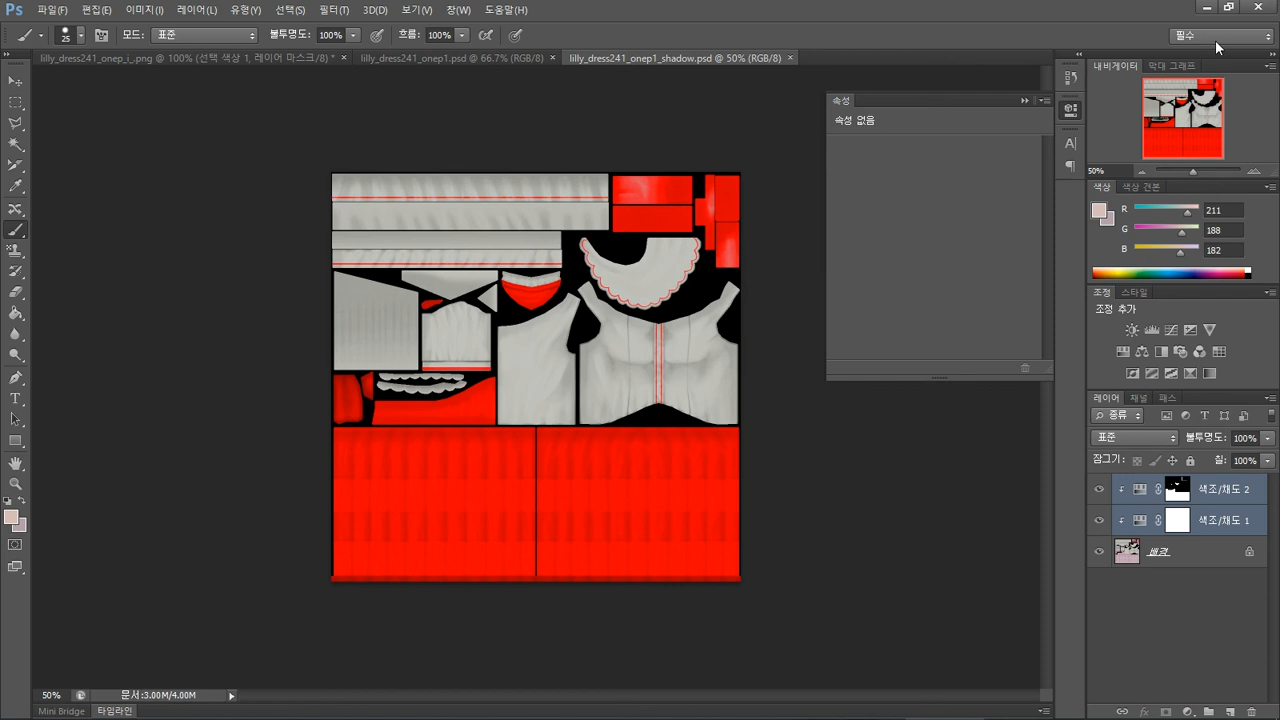 Ps 파일(F) 편집(E) 이미지(I) 레이어(L) 유형(Y) 선택(S) 필터(T) 3D(D) 보기(V) 창(W) 도움말(H)
25 모드: 표준 불투명도: 100% 흐름: 100% 필수
lilly_dress241_onep_i_.png @ 100% (선택 색상 1, 레이어 마스크/8) * × lilly_dress241_onep1.psd @ 66.7% (RGB/8) × lilly_dress241_onep1_shadow.psd @ 50% (RGB/8) ×
내비게이터 막대 그래프
속성
속성 없음
50%
색상 색상 견본
R 211
G 188
B 182
조정 스타일
조정 추가
레이어 채널 패스
종류
표준 불투명도: 100%
잠그기: 칠: 100%
색조/채도 2
색조/채도 1
배경
50% 문서:3.00M/4.00M
Mini Bridge 타임라인